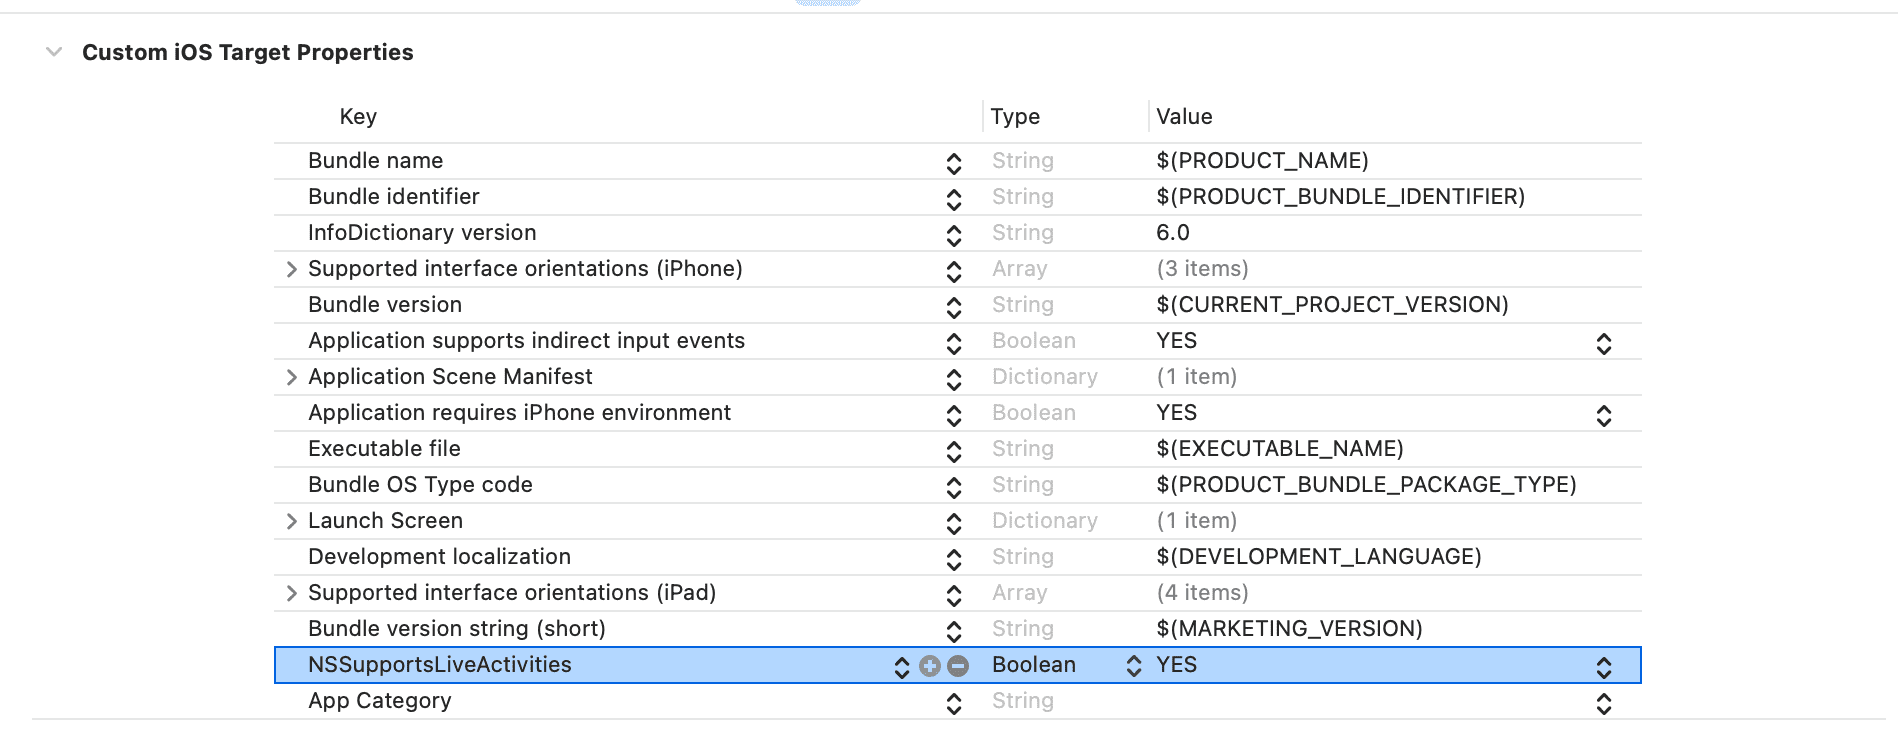 Custom iOS Target Properties
Key Type Value
Bundle name String $(PRODUCT_NAME)
Bundle identifier String $(PRODUCT_BUNDLE_IDENTIFIER)
InfoDictionary version String 6.0
Supported interface orientations (iPhone) Array (3 items)
Bundle version String $(CURRENT_PROJECT_VERSION)
Application supports indirect input events Boolean YES
Application Scene Manifest Dictionary (1 item)
Application requires iPhone environment Boolean YES
Executable file String $(EXECUTABLE_NAME)
Bundle OS Type code String $(PRODUCT_BUNDLE_PACKAGE_TYPE)
Launch Screen Dictionary (1 item)
Development localization String $(DEVELOPMENT_LANGUAGE)
Supported interface orientations (iPad) Array (4 items)
Bundle version string (short) String $(MARKETING_VERSION)
NSSupportsLiveActivities Boolean YES
App Category String